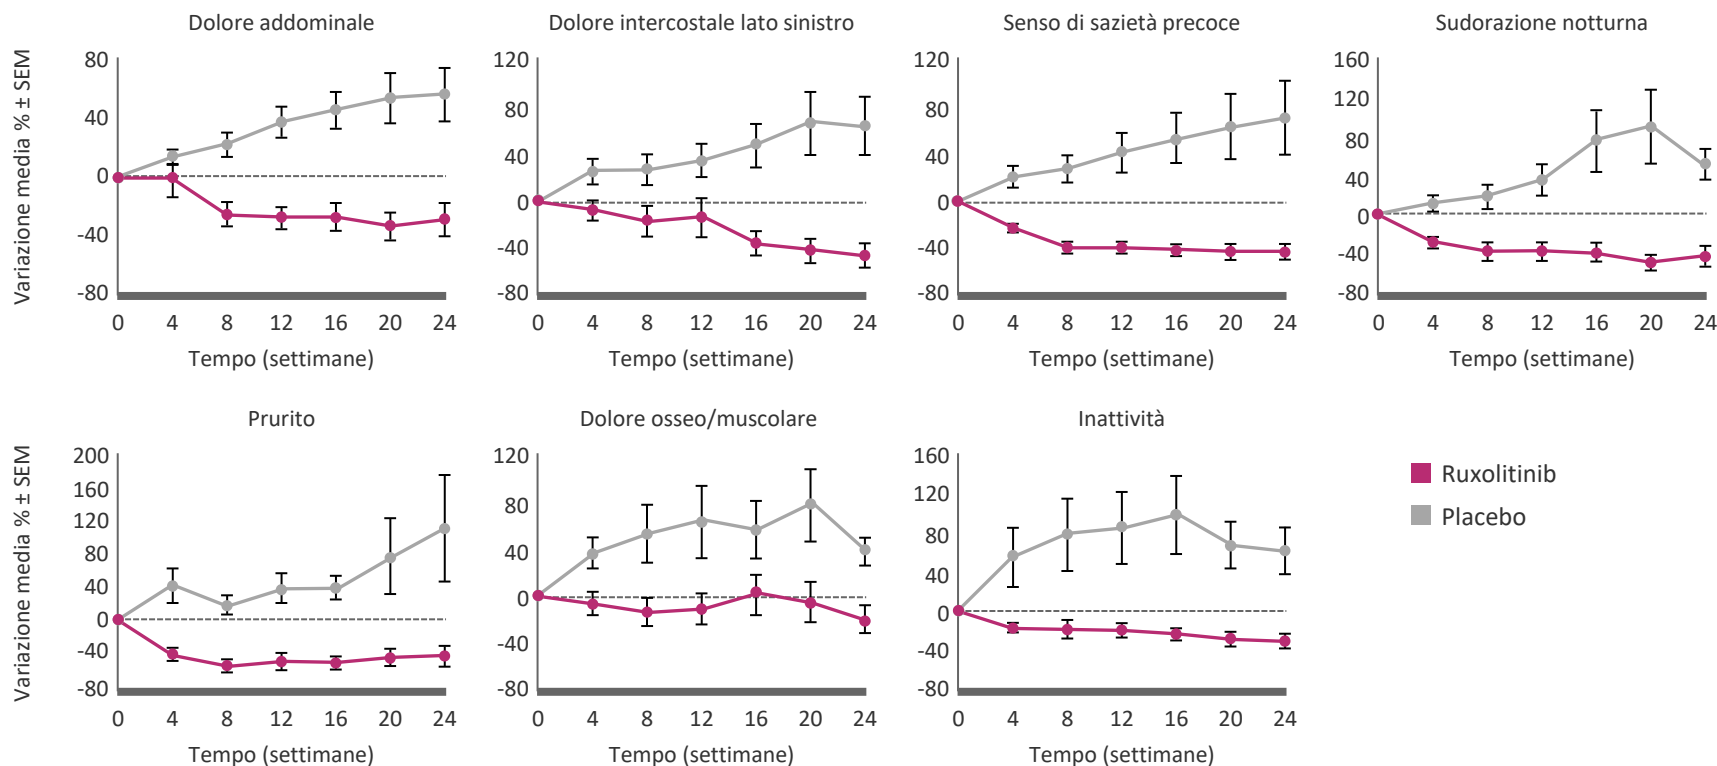 Dolore addominale
Dolore intercostale lato sinistro
Senso di sazietà precoce
Sudorazione notturna
Variazione media % ± SEM
80
40
0
-40
-80
120
80
40
0
-40
-80
120
80
40
0
-40
-80
160
120
80
40
0
-40
-80
0 4 8 12 16 20 24
0 4 8 12 16 20 24
0 4 8 12 16 20 24
0 4 8 12 16 20 24
Tempo (settimane)
Tempo (settimane)
Tempo (settimane)
Tempo (settimane)
Prurito
Dolore osseo/muscolare
Inattività
Variazione media % ± SEM
200
160
120
80
40
0
-40
-80
120
80
40
0
-40
-80
160
120
80
40
0
-40
-80
Ruxolitinib
Placebo
0 4 8 12 16 20 24
0 4 8 12 16 20 24
0 4 8 12 16 20 24
Tempo (settimane)
Tempo (settimane)
Tempo (settimane)